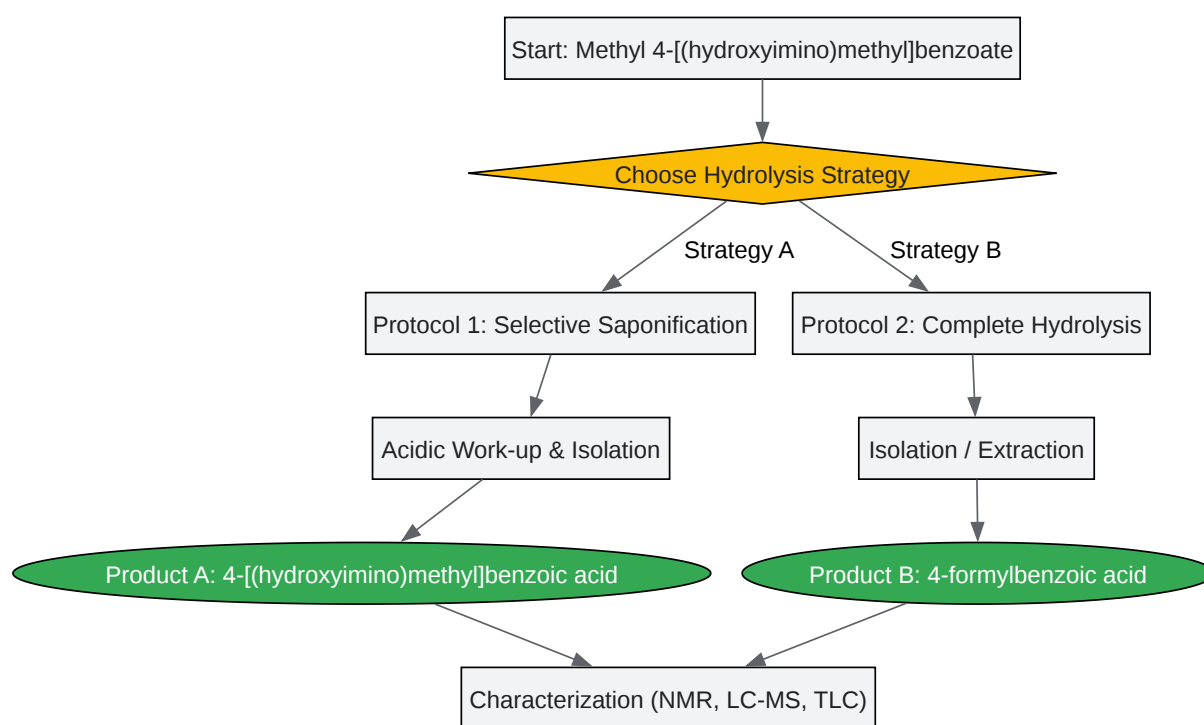 Start: Methyl 4-[(hydroxyimino)methyl]benzoate
Choose Hydrolysis Strategy
Strategy A
Strategy B
Protocol 1: Selective Saponification
Protocol 2: Complete Hydrolysis
Acidic Work-up & Isolation
Isolation / Extraction
Product A: 4-[(hydroxyimino)methyl]benzoic acid
Product B: 4-formylbenzoic acid
Characterization (NMR, LC-MS, TLC)